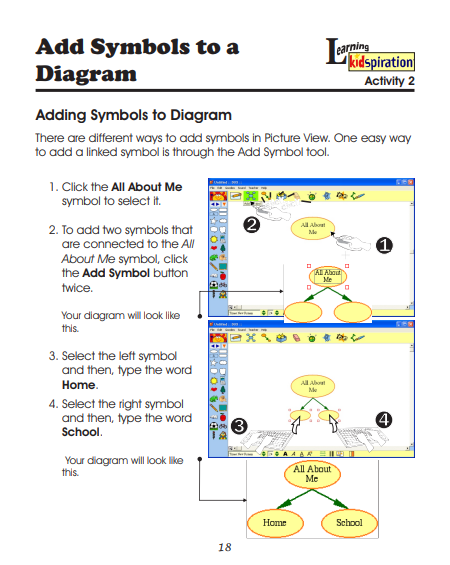 Add Symbols to a
Diagram
Learning
kidspiration
Activity 2
Adding Symbols to Diagram
There are different ways to add symbols in Picture View. One easy way
to add a linked symbol is through the Add Symbol tool.
1. Click the All About Me
symbol to select it.
2. To add two symbols that
are connected to the All
About Me symbol, click
the Add Symbol button
twice.
Your diagram will look like
this.
2
All About
Me
1
All About
Me
3. Select the left symbol
and then, type the word
Home.
4. Select the right symbol
and then, type the word
School.
Your diagram will look like
this.
All About
Me
3
4
All About
Me
Home
School
18